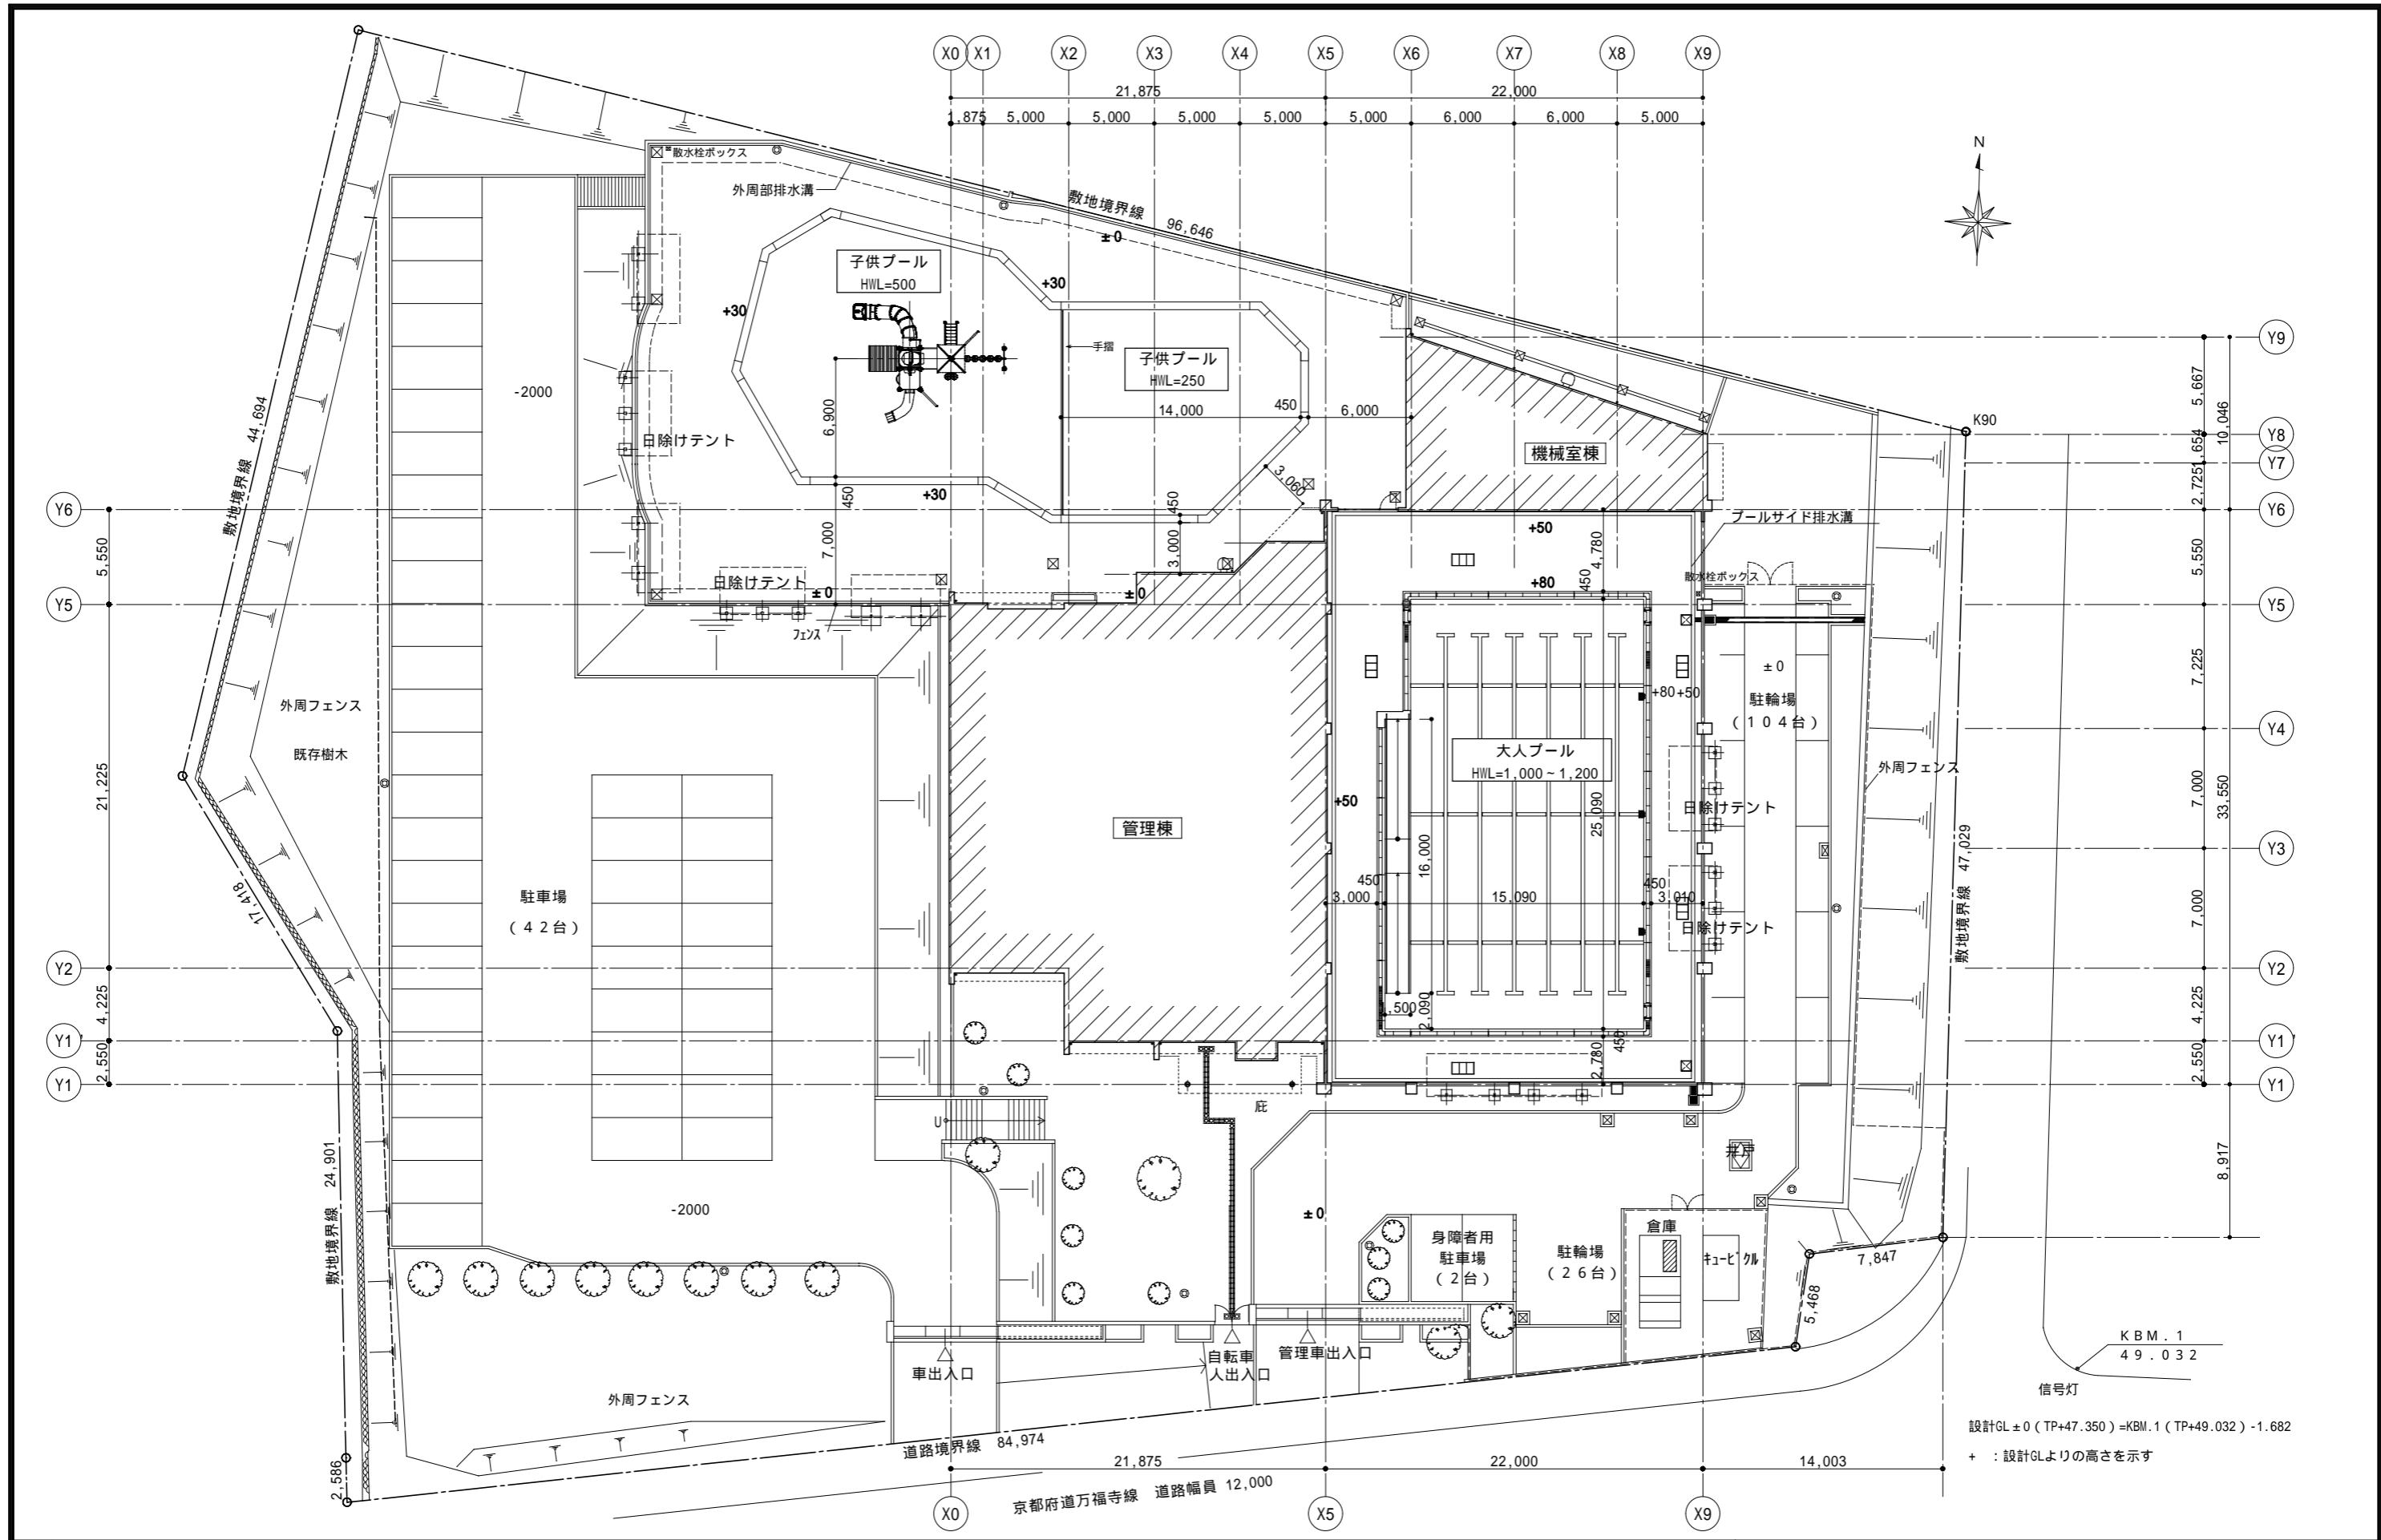 X0 X1 X2 X3 X4 X5 X6 X7 X8 X9
21,875 22,000
1,875 5,000 5,000 5,000 5,000 5,000 6,000 6,000 5,000
N
散水栓ボックス
外周部排水溝
敷地境界線 96,646
±0
子供プール
HWL=500
+30
+30
手摺
子供プール
HWL=250
Y9
-2000
6,900
14,000
450
6,000
5,667
10,046
K90
敷地境界線 44,694
日除けテント
機械室棟
Y8
1,654
Y7
2,725
3,060
450
+30
450
Y6
Y6
プールサイド排水溝
+50
7,000
3,000
4,780
5,550
5,550
日除けテント
±0
±0
+80
450
散水栓ボックス
Y5
Y5
フェンス
±0
7,225
+80
+50
駐輪場
(104台)
外周フェンス
既存樹木
Y4
大人プール
HWL=1,000~1,200
外周フェンス
21,225
+50
日除けテント
7,000
33,550
管理棟
25,090
16,000
Y3
敷地境界線 47,029
17,418
駐車場
(42台)
450
3,000
15,090
450
3,010
7,000
日除けテント
Y2
Y2
4,225
,500
2,090
4,225
Y1'
Y1'
2,550
2,780
450
2,550
Y1
Y1
庇
U
井戸
8,917
敷地境界線 24,901
-2000
±0
身障者用
駐車場
(2台)
駐輪場
(26台)
倉庫
キュービクル
7,847
5,468
車出入口
自転車
人出入口
管理車出入口
KBM.1
49.032
信号灯
外周フェンス
2,586
道路境界線 84,974
設計GL±0(TP+47.350)=KBM.1(TP+49.032)-1.682
+ :設計GLよりの高さを示す
21,875 22,000 14,003
京都府道万福寺線 道路幅員 12,000
X0 X5 X9